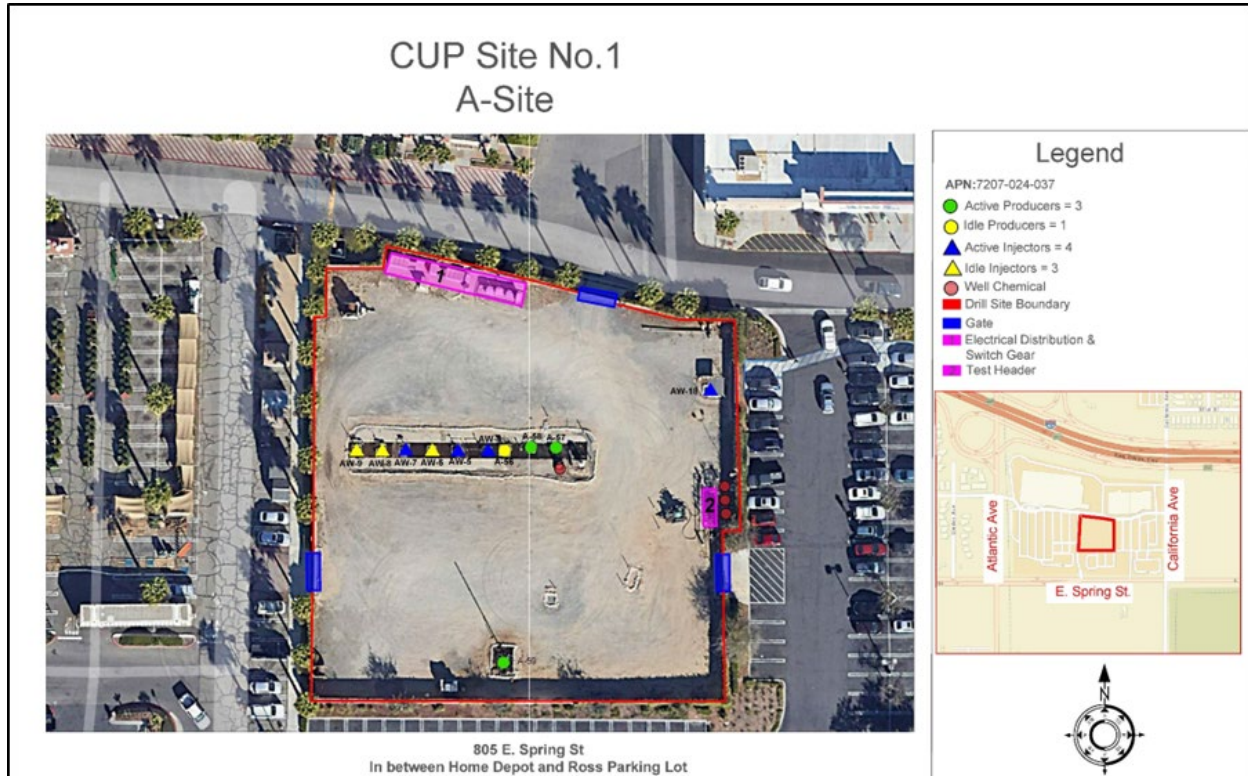 CUP Site No.1
A-Site
1
AW-10
AW-9
AW-8
AW-7
AW-6
AW-5
A-56
A-57
2
805 E. Spring St
In between Home Depot and Ross Parking Lot
Legend
APN:7207-024-037
Active Producers = 3
Idle Producers = 1
Active Injectors = 4
Idle Injectors = 3
Well Chemical
Drill Site Boundary
Gate
1 Electrical Distribution &
Switch Gear
2 Test Header
Atlantic Ave
California Ave
E. Spring St.
N